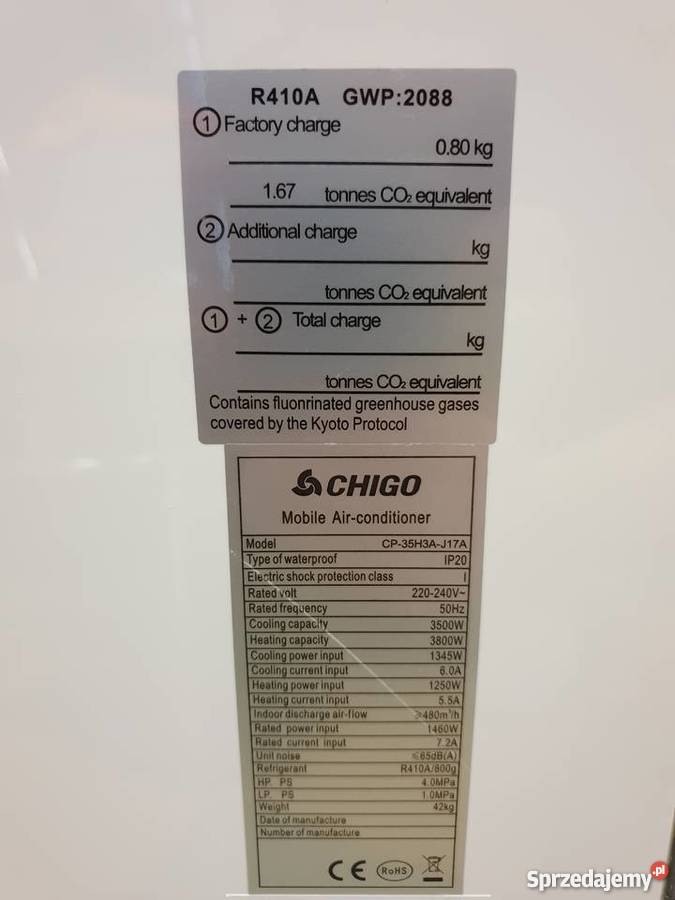 R410A GWP:2088
① Factory charge
0.80 kg
1.67 tonnes CO₂ equivalent
② Additional charge
kg
tonnes CO₂ equivalent
① + ② Total charge
kg
tonnes CO₂ equivalent
Contains fluonrinated greenhouse gases
covered by the Kyoto Protocol
CHIGO
Mobile Air-conditioner
Model CP-35H3A-J17A
Type of waterproof IP20
Electric shock protection class I
Rated volt 220-240V~
Rated frequency 50Hz
Cooling capacity 3500W
Heating capacity 3800W
Cooling power input 1345W
Cooling current input 6.0A
Heating power input 1250W
Heating current input 5.5A
Indoor discharge air-flow ≥480m³/h
Rated power input 1460W
Rated current input 7.2A
Unit noise ≤65dB(A)
Refrigerant R410A/800g
HP. PS 4.0MPa
LP. PS 1.0MPa
Weight 42kg
Date of manufacture
Number of manufacture
CE RoHS
Sprzedajemy.pl